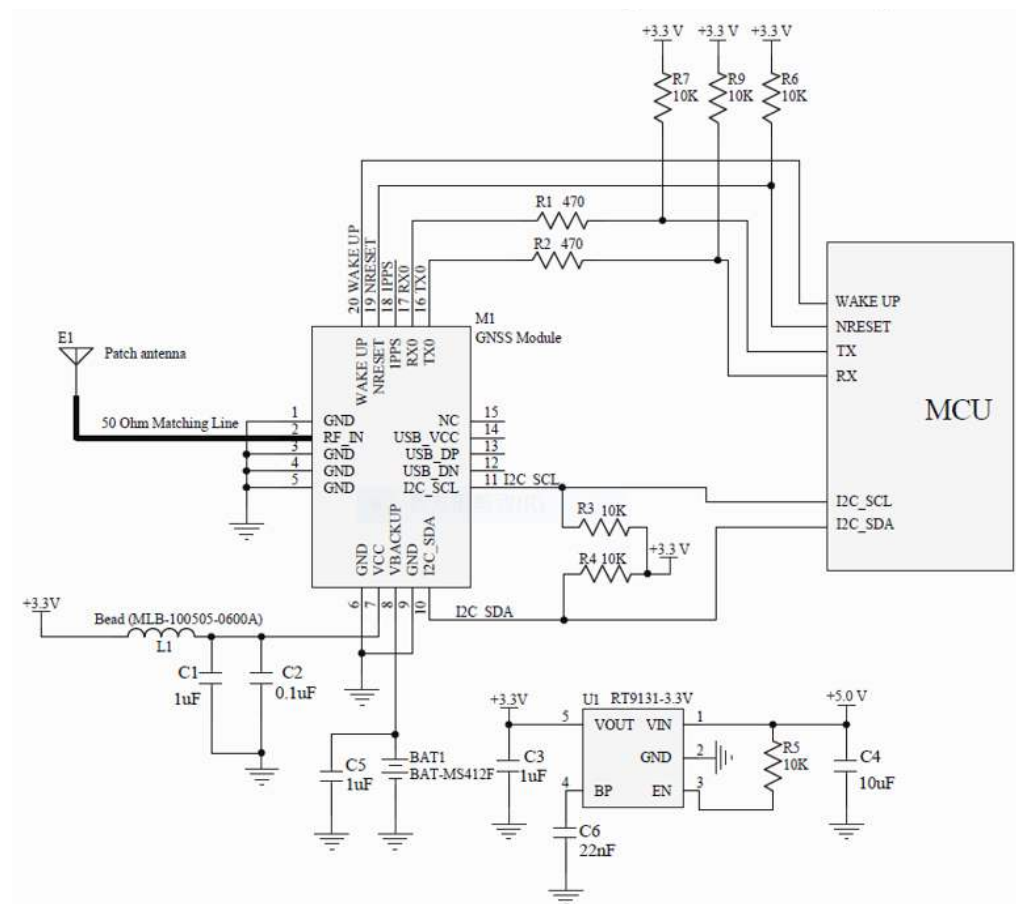 +3.3 V +3.3 V +3.3 V
R7 10K
R9 10K
R6 10K
R1 470
R2 470
20 WAKE UP
19 NRESET
18 IPPS
17 RX0
16 TX0
M1
GNSS Module
E1
Patch antenna
50 Ohm Matching Line
WAKE UP
NRESET
IPPS
RX0
TX0
1 GND
2 RF_IN
3 GND
4 GND
5 GND
NC 15
USB_VCC 14
USB_DP 13
USB_DN 12
I2C_SCL 11 I2C_SCL
GND
VCC
VBACKUP
GND
I2C_SDA
6
7
8
9
10
I2C_SDA
R3 10K
R4 10K
+3.3 V
WAKE UP
NRESET
TX
RX
MCU
I2C_SCL
I2C_SDA
+3.3V
Bead (MLB-100505-0600A)
L1
C1
1uF
C2
0.1uF
C5
1uF
BAT1
BAT-MS412F
+3.3V
U1 RT9131-3.3V
+5.0 V
5 VOUT VIN 1
GND 2
4 BP EN 3
C3
1uF
R5
10K
C4
10uF
C6
22nF